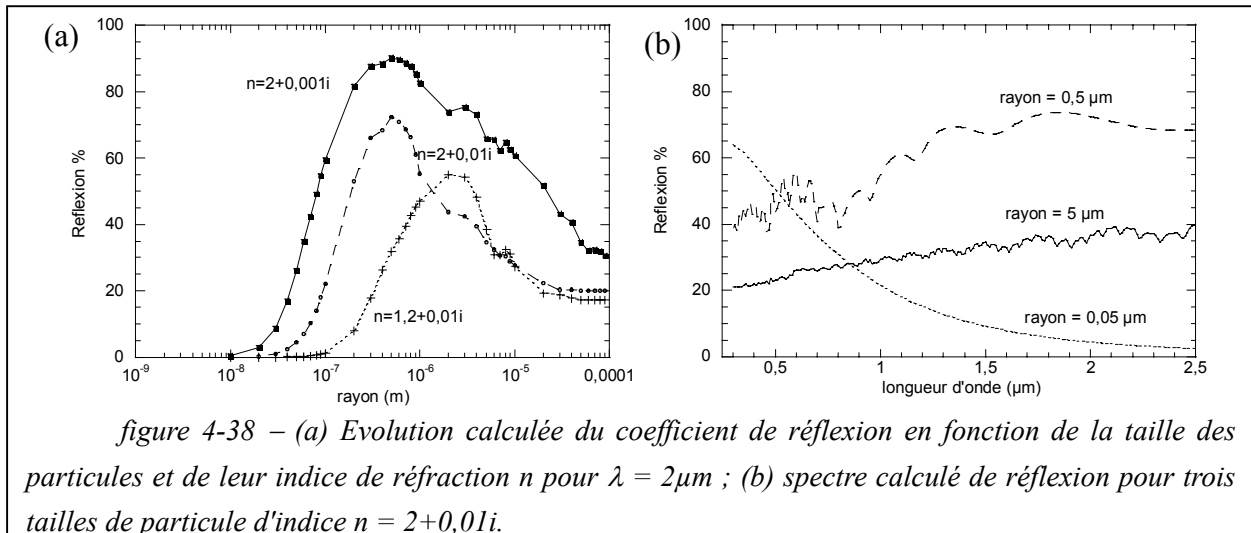 (a)
100
80
60
40
20
0
Reflexion %
n=2+0,001i
n=2+0,01i
n=1,2+0,01i
10-9
10-8
10-7
10-6
10-5
0,0001
rayon (m)
(b)
100
80
60
40
20
0
Reflexion %
rayon = 0,5 µm
rayon = 5 µm
rayon = 0,05 µm
0,5
1
1,5
2
2,5
longueur d'onde (µm)
figure 4-38 – (a) Evolution calculée du coefficient de réflexion en fonction de la taille des
particules et de leur indice de réfraction n pour λ = 2µm ; (b) spectre calculé de réflexion pour trois
tailles de particule d'indice n = 2+0,01i.